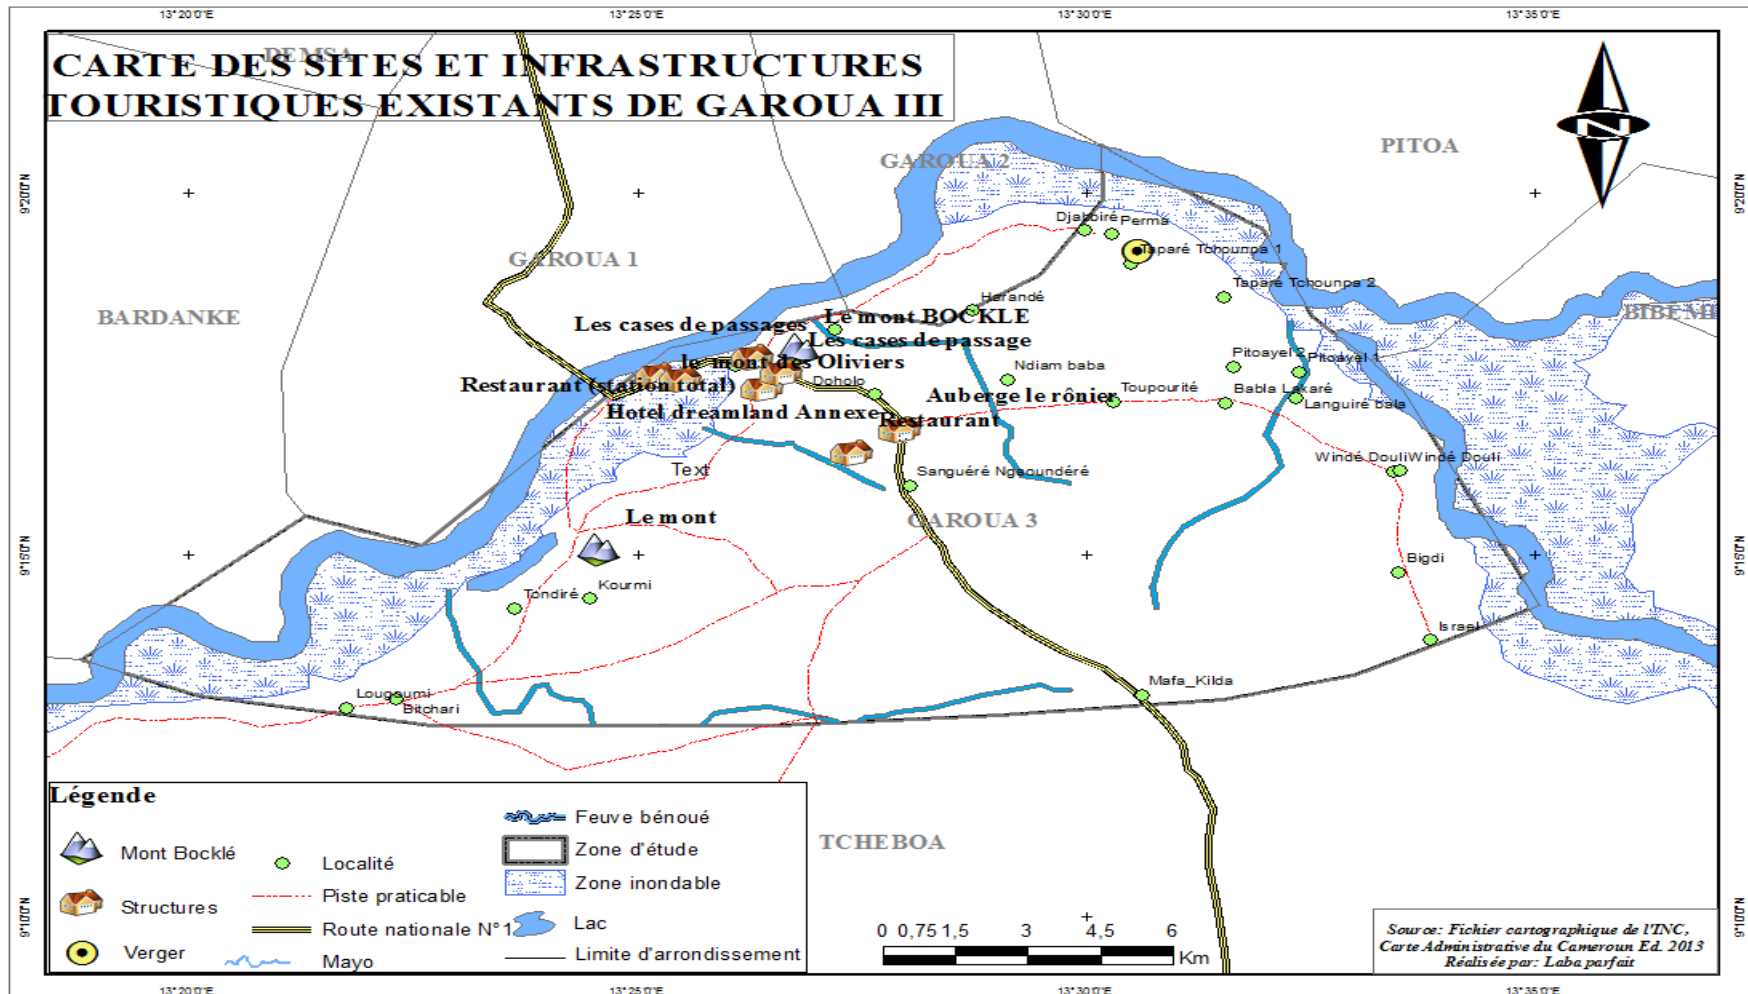 13°20'0"E
13°25'0"E
13°30'0"E
13°35'0"E
DEMSA
CARTE DES SITES ET INFRASTRUCTURES
TOURISTIQUES EXISTANTS DE GAROUA III
N
PITOA
GAROUA 2
9°20'0"N
9°20'0"N
Djaboiré
Perma
Taparé Tchounpa 1
GAROUA 1
Taparé Tchounpa 2
Harandé
BARDANKE
Le mont BOCKLE
BIBEMI
Les cases de passages
Les cases de passage
le mont des Oliviers
Pitoayel 2
Pitoayel 1
Ndiam baba
Doholo
Restaurant (station total)
Toupourité
Babla Lakaré
Auberge le rônier
Languiré bala
Hotel dreamland Annexe
Restaurant
Windé Douli
Windé Douli
Text
Sanguéré Ngaoundéré
Le mont
GAROUA 3
9°15'0"N
9°15'0"N
Bigdi
Kourmi
Tondiré
Israel
Mafa_Kilda
Lougoumi
Bitchari
Légende
Mont Bocklé
Structures
Verger
Localité
Piste praticable
Route nationale N°1
Mayo
Feuve bénoué
Zone d'étude
Zone inondable
Lac
Limite d'arrondissement
TCHEBOA
9°10'0"N
9°10'0"N
0 0,75 1,5 3 4,5 6
Km
Source: Fichier cartographique de l'INC,
Carte Administrative du Cameroun Ed. 2013
Réalisée par: Laba parfait
13°20'0"E
13°25'0"E
13°30'0"E
13°35'0"E